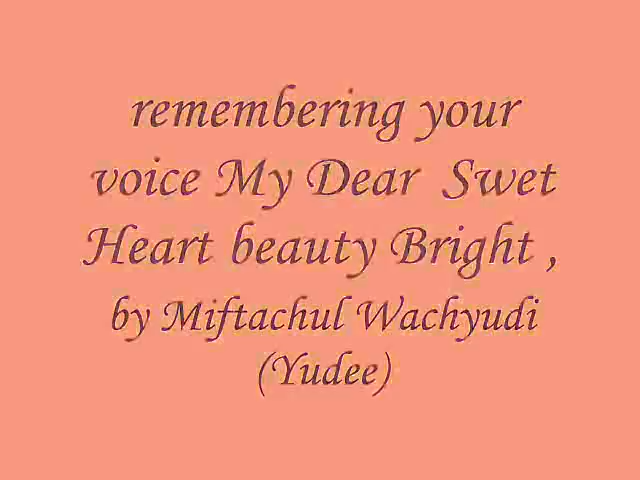 remembering your
voice My Dear  Swet
Heart beauty Bright ,
by Miftachul Wachyudi
(Yudee)